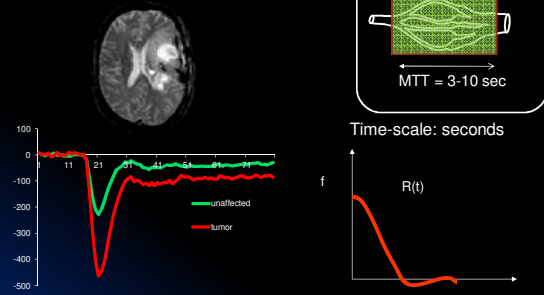 MTT = 3-10 sec
Time-scale: seconds
100
0
-100
-200
-300
-400
-500
1 11 21 31 41 51 61 71
unaffected
tumor
f
R(t)